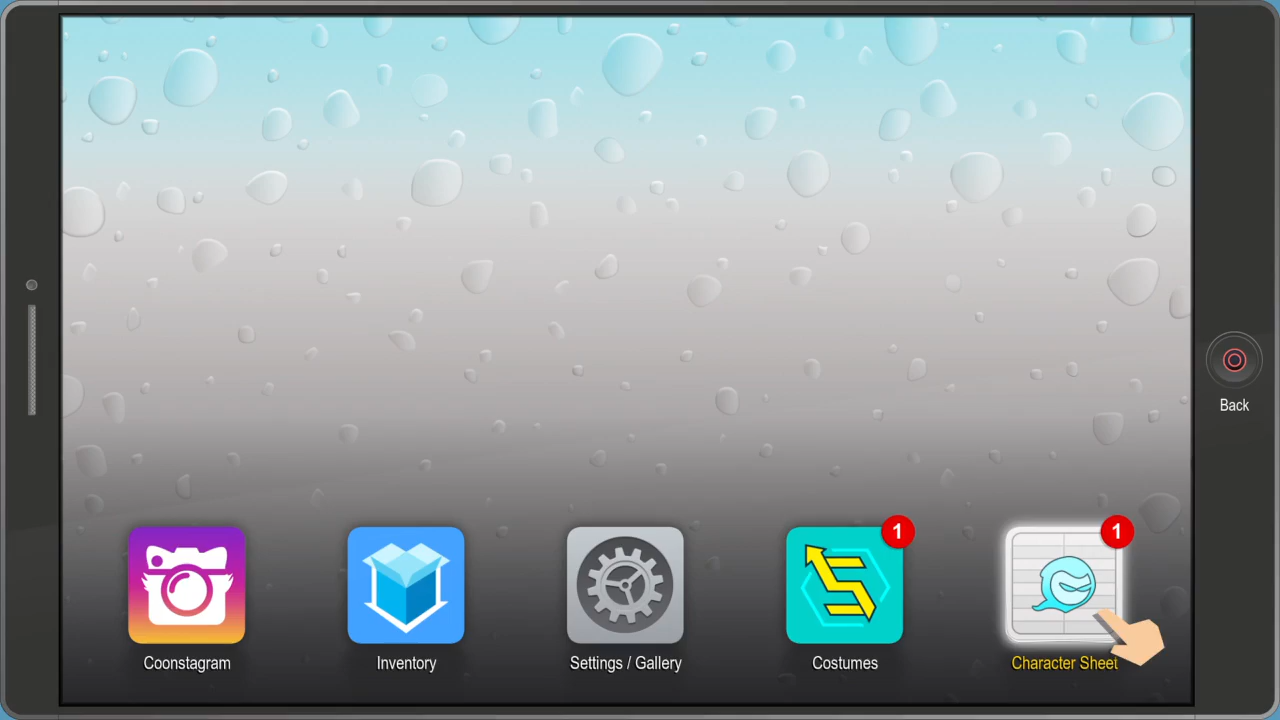 Back
1
1
Coonstagram
Inventory
Settings / Gallery
Costumes
Character Sheet